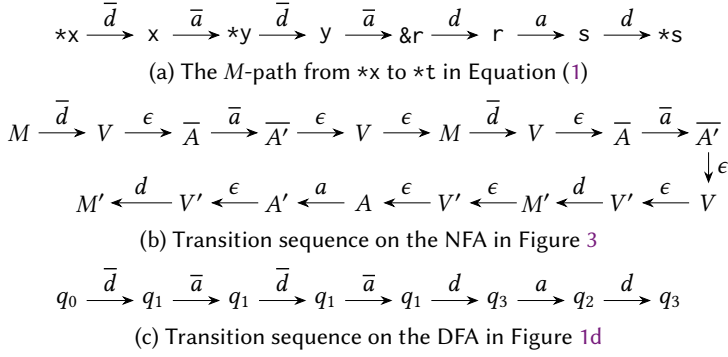 *x d̅ x a̅ *y d̅ y a̅ &r d r a s d *s
(a) The M-path from *x to *t in Equation (1)
M d̅ V ϵ A̅ a̅ A̅'̅ ϵ V ϵ M d̅ V ϵ A̅ a̅ A̅'̅
ϵ
M' d V' ϵ A' a A ϵ V' ϵ M' d V' ϵ V
(b) Transition sequence on the NFA in Figure 3
q₀ d̅ q₁ a̅ q₁ d̅ q₁ a̅ q₁ d q₃ a q₂ d q₃
(c) Transition sequence on the DFA in Figure 1d